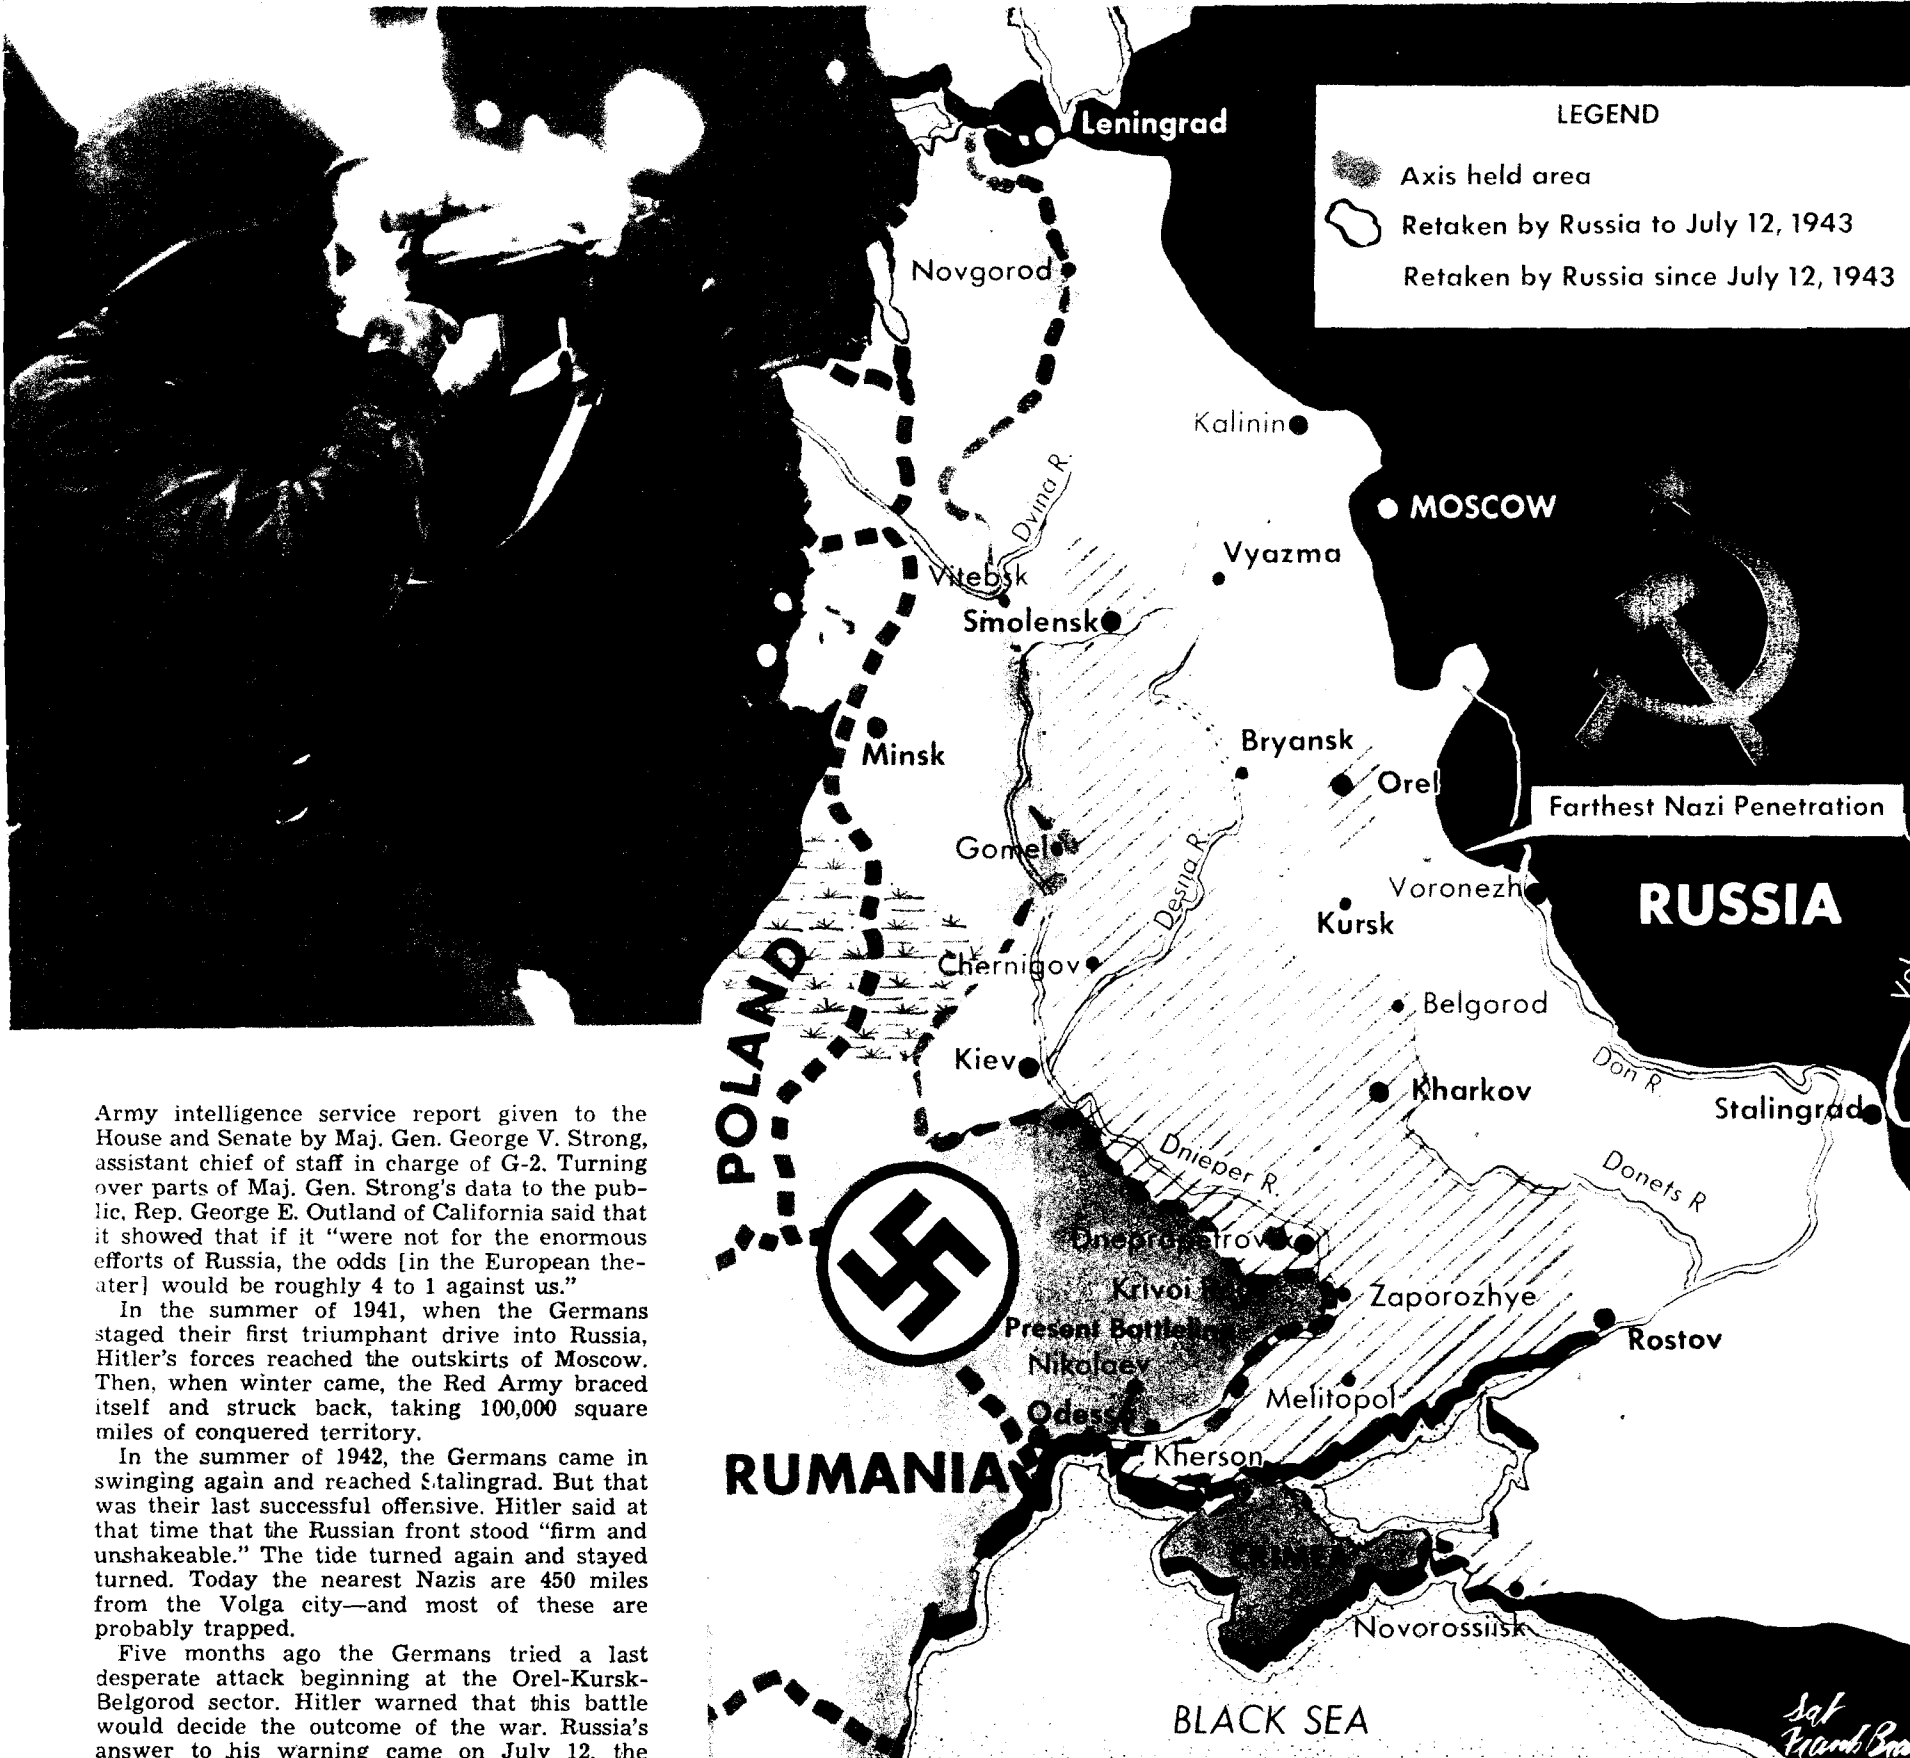 Leningrad
LEGEND
Axis held area
Retaken by Russia to July 12, 1943
Retaken by Russia since July 12, 1943
Novgorod
Kalinin
MOSCOW
Dvina R.
Vyazma
Vitebsk
Smolensk
Minsk
Bryansk
Orel
Farthest Nazi Penetration
Gomel
Desna R.
Voronezh
RUSSIA
Kursk
POLAND
Chernigov
Belgorod
Kiev
Don R
Kharkov
Stalingrad
Dnieper R.
Donets R
Dnepropetrovsk
Krivoi
Zaporozhye
Present Battleline
Rostov
Nikolaev
Melitopol
Odessa
Kherson
RUMANIA
CRIMEA
Novorossiisk
BLACK SEA
Sgt
Frank
Army intelligence service report given to the
House and Senate by Maj. Gen. George V. Strong,
assistant chief of staff in charge of G-2. Turning
over parts of Maj. Gen. Strong's data to the pub-
lic, Rep. George E. Outland of California said that
it showed that if it "were not for the enormous
efforts of Russia, the odds [in the European the-
ater] would be roughly 4 to 1 against us."
In the summer of 1941, when the Germans
staged their first triumphant drive into Russia,
Hitler's forces reached the outskirts of Moscow.
Then, when winter came, the Red Army braced
itself and struck back, taking 100,000 square
miles of conquered territory.
In the summer of 1942, the Germans came in
swinging again and reached Stalingrad. But that
was their last successful offensive. Hitler said at
that time that the Russian front stood "firm and
unshakeable." The tide turned again and stayed
turned. Today the nearest Nazis are 450 miles
from the Volga city—and most of these are
probably trapped.
Five months ago the Germans tried a last
desperate attack beginning at the Orel-Kursk-
Belgorod sector. Hitler warned that this battle
would decide the outcome of the war. Russia's
answer to his warning came on July 12, the